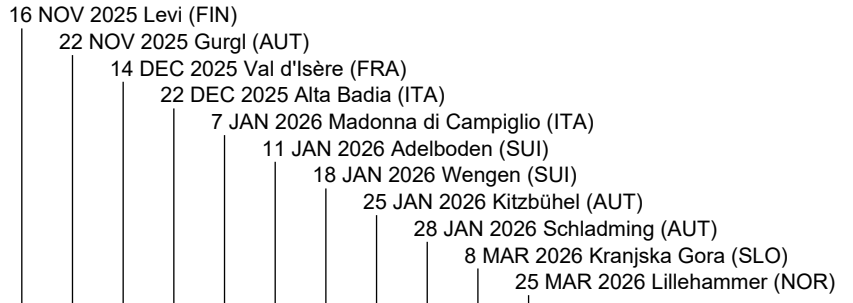 16 NOV 2025 Levi (FIN)
22 NOV 2025 Gurgl (AUT)
14 DEC 2025 Val d'Isère (FRA)
22 DEC 2025 Alta Badia (ITA)
7 JAN 2026 Madonna di Campiglio (ITA)
11 JAN 2026 Adelboden (SUI)
18 JAN 2026 Wengen (SUI)
25 JAN 2026 Kitzbühel (AUT)
28 JAN 2026 Schladming (AUT)
8 MAR 2026 Kranjska Gora (SLO)
25 MAR 2026 Lillehammer (NOR)